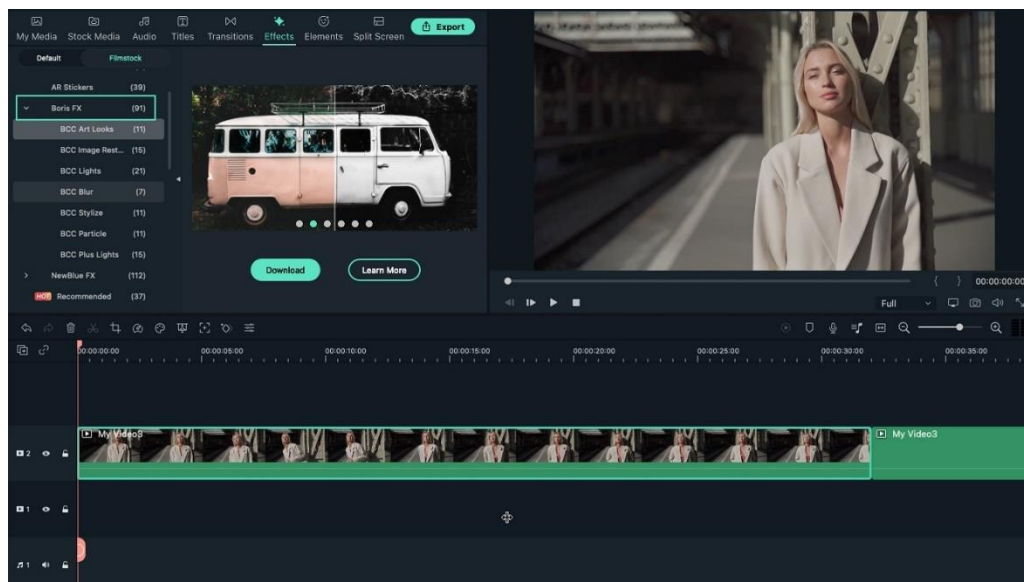 My Media Stock Media Audio Titles Transitions Effects Elements Split Screen Export
Default Filmstock
AR Stickers (39)
Boris FX (91)
BCC Art Looks (11)
BCC Image Rest... (15)
BCC Lights (21)
BCC Blur (7)
BCC Stylize (11)
BCC Particle (11)
BCC Plus Lights (15)
NewBlue FX (112)
HOT Recommended (37)
Download Learn More
{ } 00:00:00:00
Full
00:00:00:00 00:00:05:00 00:00:10:00 00:00:15:00 00:00:20:00 00:00:25:00 00:00:30:00 00:00:35:00
My Video3 My Video3
2
1
1